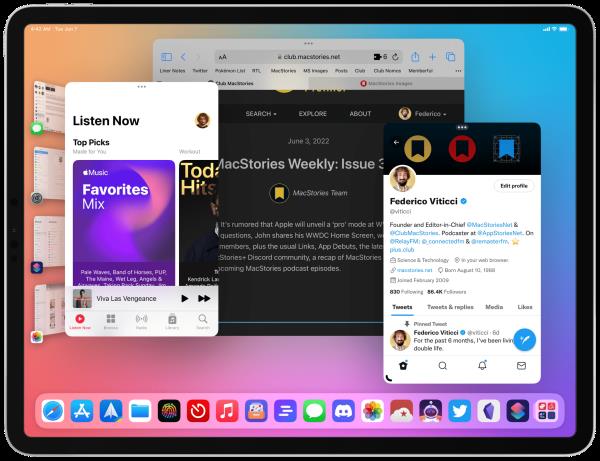 4:42 AM Tue Jun 7
club.macstories.net
6
AA
Liner Notes Twitter Pokémon List RTL MacStories MS Images Posts Club Club Nomes Memberful
Club MacStories
MacStories Images
SEARCH EXPLORE ABOUT Federico
June 3, 2022
MacStories Weekly: Issue 3
MacStories Team
It's rumored that Apple will unveil a 'pro' mode at W
questions, John shares his WWDC Home Screen, w
members, plus the usual Links, App Debuts, the late
Stories+ Discord community, a recap of MacStories
coming MacStories podcast episodes.
Listen Now
Top Picks
Made for You
Workout
Music
Favorites
Mix
Toda
Hits
Pale Waves, Band of Horses, PUP,
The Maine, Wet Leg, Angels &
Airwaves, Taking Back Sunday, Jim
Kendrick La
Viva Las Vengeance
Listen Now Browse Radio Library Search
Edit profile
Federico Viticci
@viticci
Founder and Editor-in-Chief @MacStoriesNet &
@ClubMacStories. Podcaster at @AppStoriesNet. On
@RelayFM: @_connectedfm & @remasterfm.
plus.club
Science & Technology In your web browser.
macstories.net Born August 10, 1988
Joined February 2009
830 Following 86.4K Followers
Tweets Tweets & replies Media Likes
Pinned Tweet
Federico Viticci @viticci · 6d
For the past 6 months, I've been livin
double life.